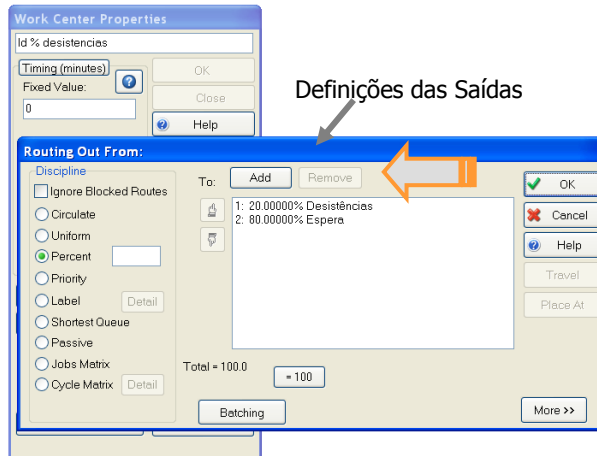 Work Center Properties
Id % desistencias
Timing (minutes)
OK
Fixed Value:
Close
0
Help
Definições das Saídas
Routing Out From:
Discipline
To:
Add
Remove
OK
Ignore Blocked Routes
1: 20.00000% Desistências
Circulate
2: 80.00000% Espera
Cancel
Uniform
Help
Percent
Priority
Travel
Label
Detail
Place At
Shortest Queue
Passive
Jobs Matrix
Total = 100.0
= 100
Cycle Matrix
Detail
Batching
More >>